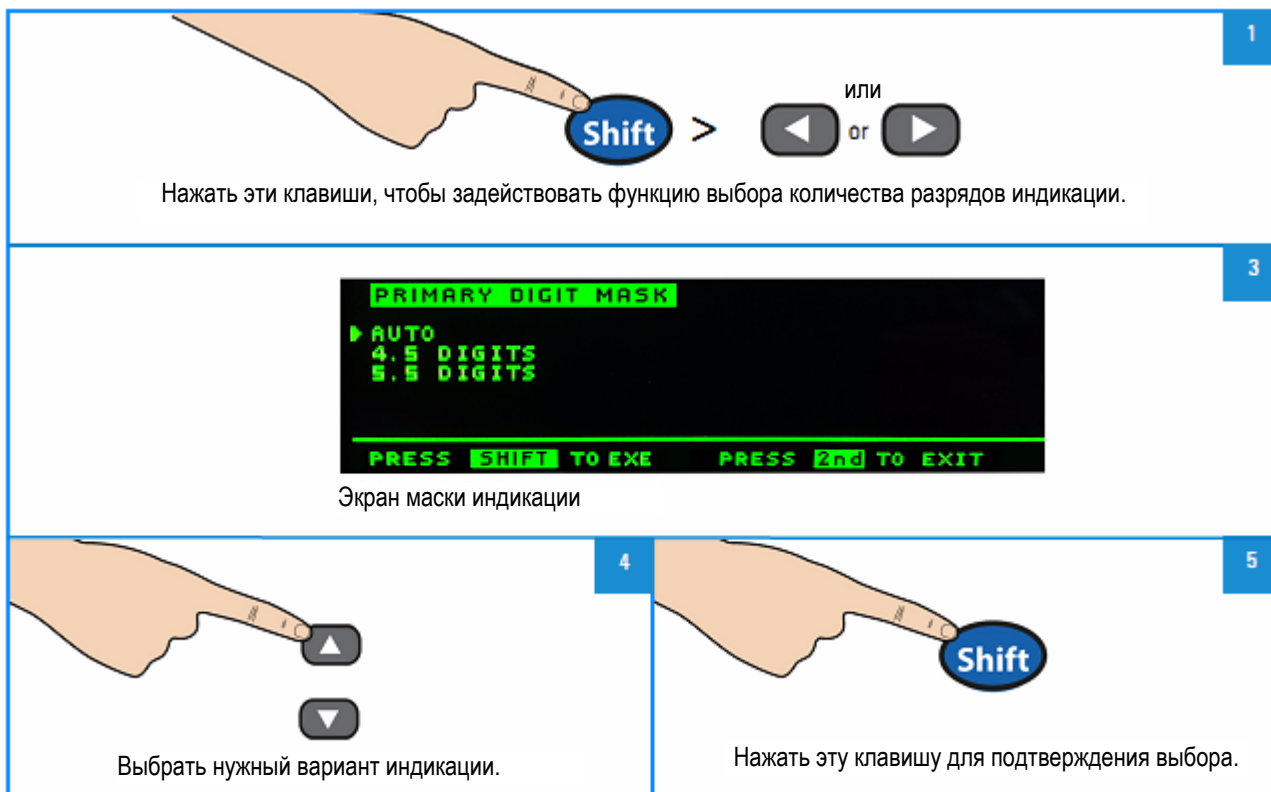 1
или
Shift > or
Нажать эти клавиши, чтобы задействовать функцию выбора количества разрядов индикации.
3
PRIMARY DIGIT MASK
AUTO
4.5 DIGITS
5.5 DIGITS
PRESS SHIFT TO EXE PRESS 2nd TO EXIT
Экран маски индикации
4
Выбрать нужный вариант индикации.
5
Shift
Нажать эту клавишу для подтверждения выбора.